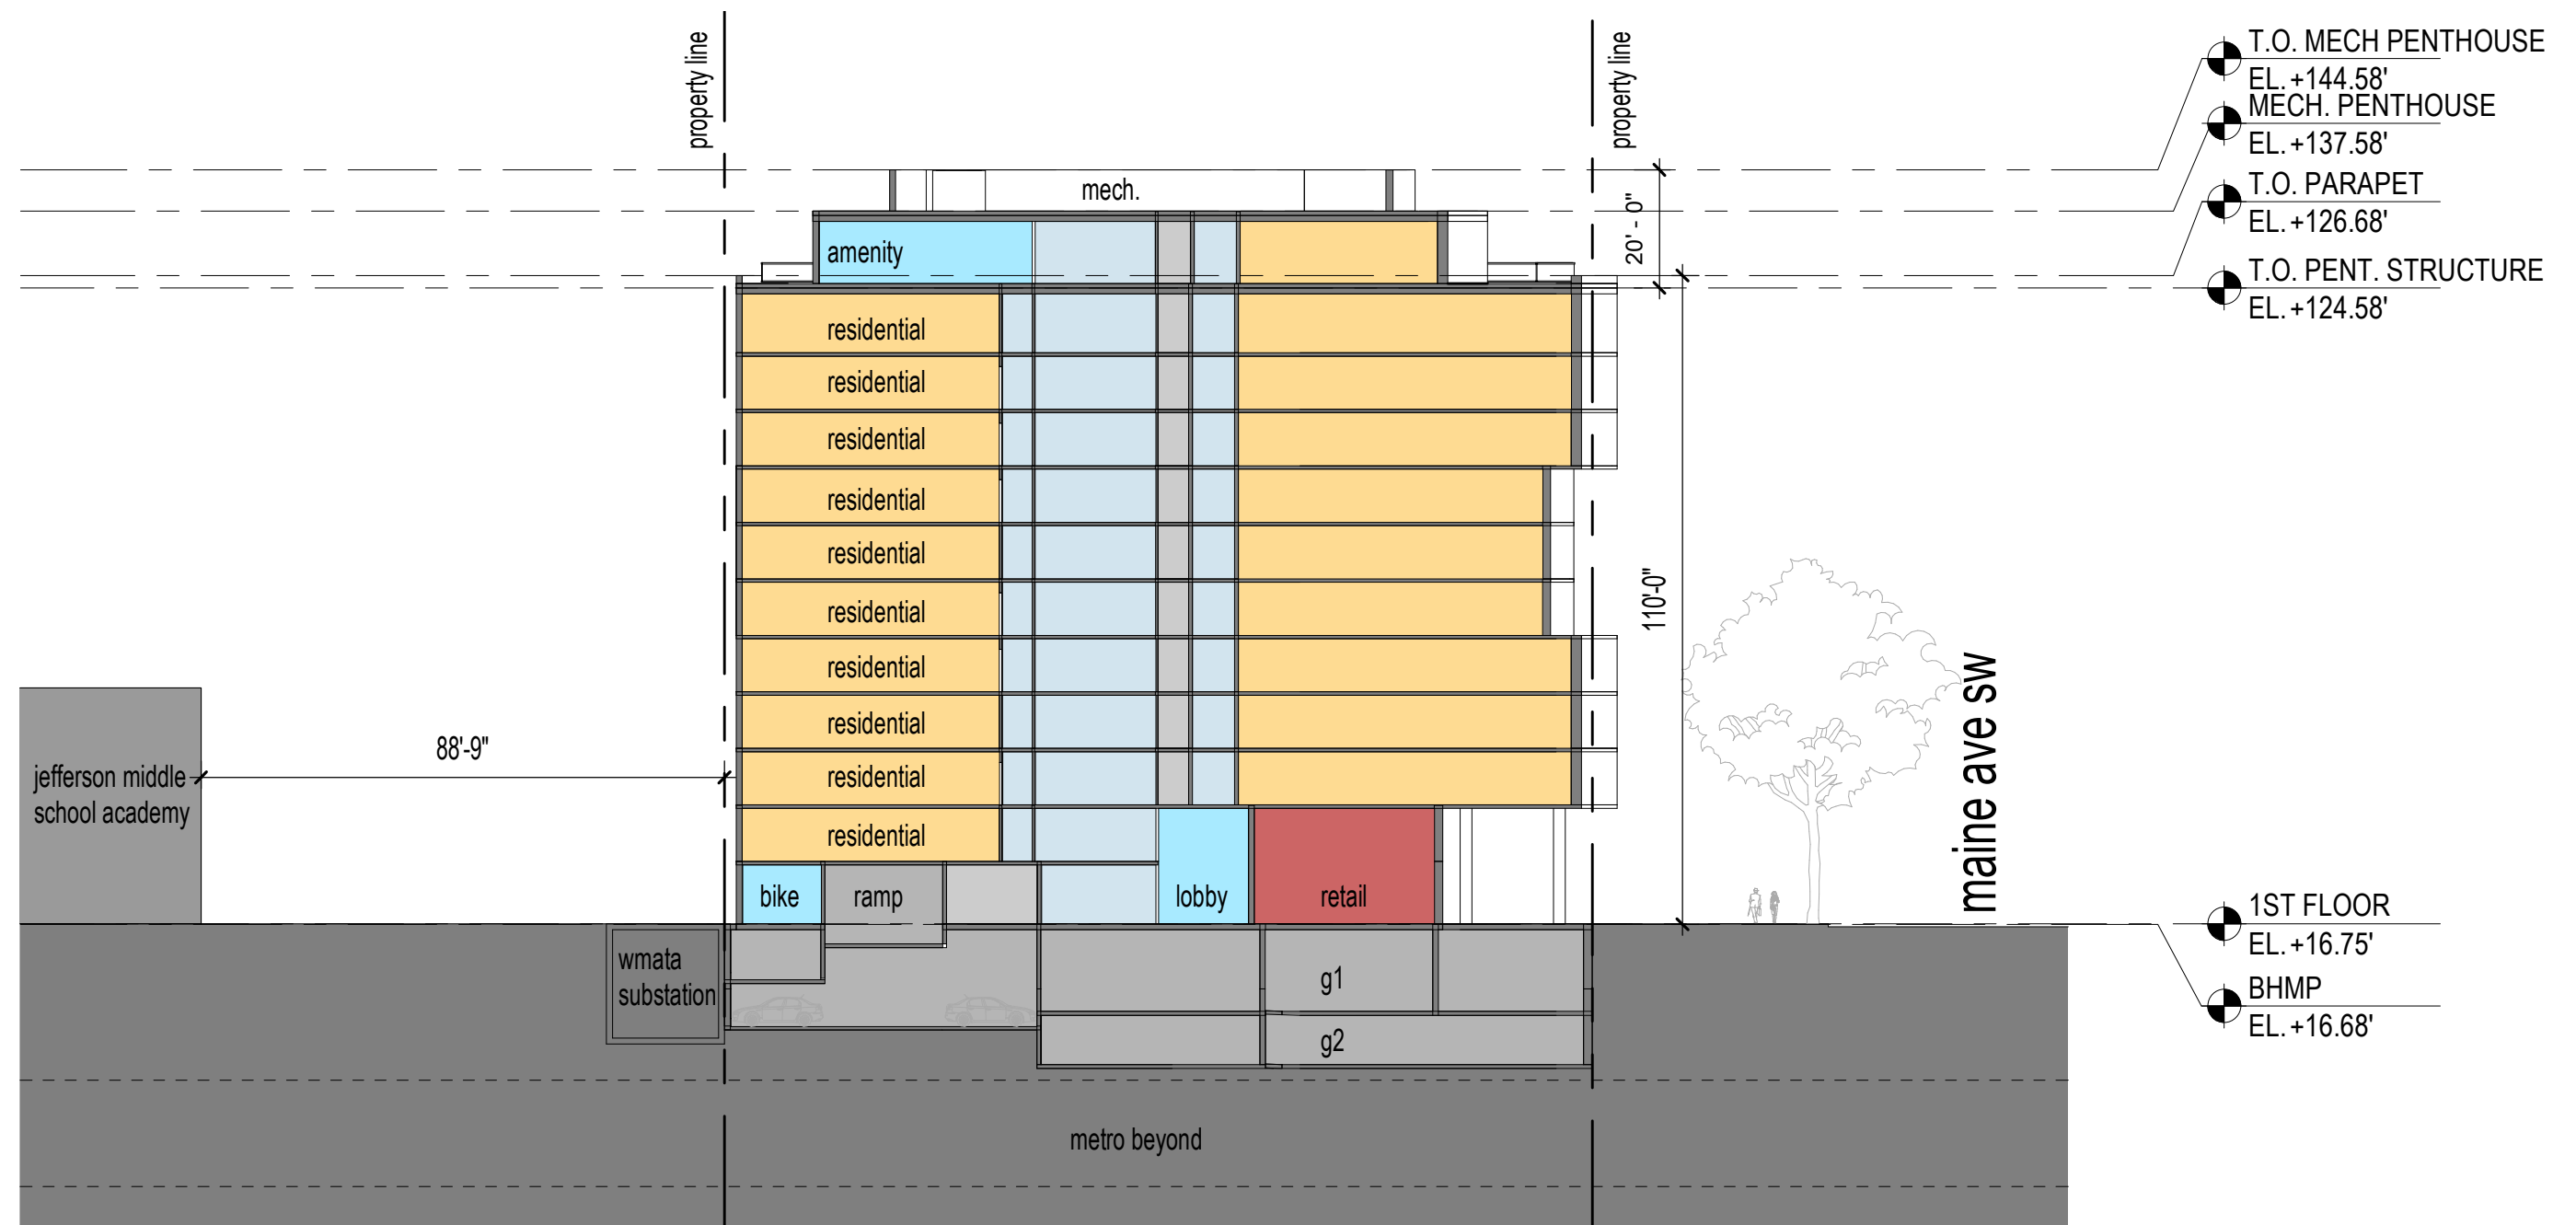 property line
property line
T.O. MECH PENTHOUSE
EL. +144.58'
MECH. PENTHOUSE
EL. +137.58'
T.O. PARAPET
EL. +126.68'
T.O. PENT. STRUCTURE
EL. +124.58'
mech.
20' - 0"
amenity
residential
residential
residential
residential
residential
residential
residential
residential
residential
residential
110'-0"
88'-9"
jefferson middle
school academy
maine ave sw
bike
ramp
lobby
retail
1ST FLOOR
EL. +16.75'
BHMP
EL. +16.68'
wmata
substation
g1
g2
metro beyond